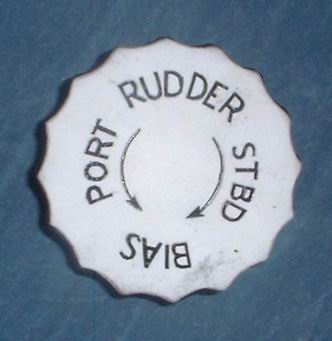 RUDDER
PORT
STBD
BIAS